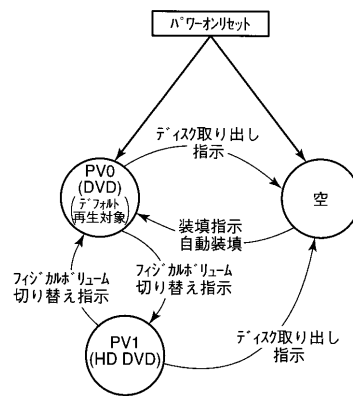 パワーオンリセット
ディスク取り出し
指示
PV0
(DVD)
(デフォルト
再生対象)
空
装填指示
自動装填
フィジカルボリューム
切り替え指示
フィジカルボリューム
切り替え指示
ディスク取り出し
指示
PV1
(HD DVD)